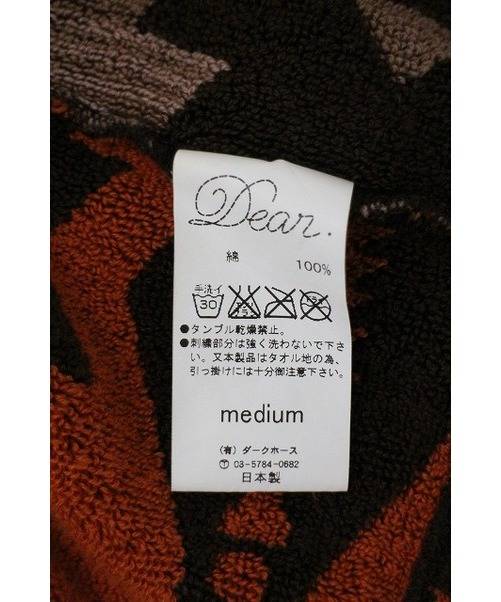 Dear.
綿 100%
手洗イ
30
ドライ
●タンブル乾燥禁止。
●刺繍部分は強く洗わないで下さ
い。又本製品はタオル地の為、
引っ掛けには十分御注意下さい。
medium
(有)ダークホース
03-5784-0682
日本製